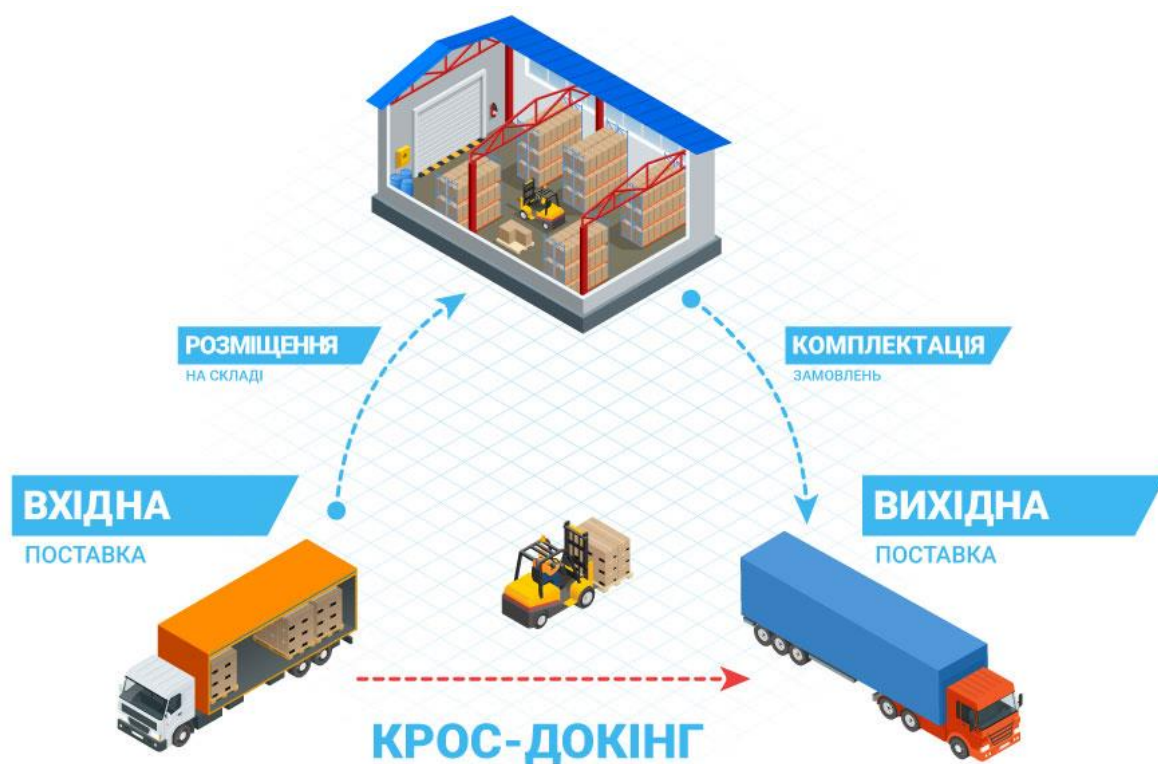 РОЗМІЩЕННЯ
НА СКЛАДІ
КОМПЛЕКТАЦІЯ
ЗАМОВЛЕНЬ
ВХІДНА
ПОСТАВКА
ВИХІДНА
ПОСТАВКА
КРОС-ДОКІНГ